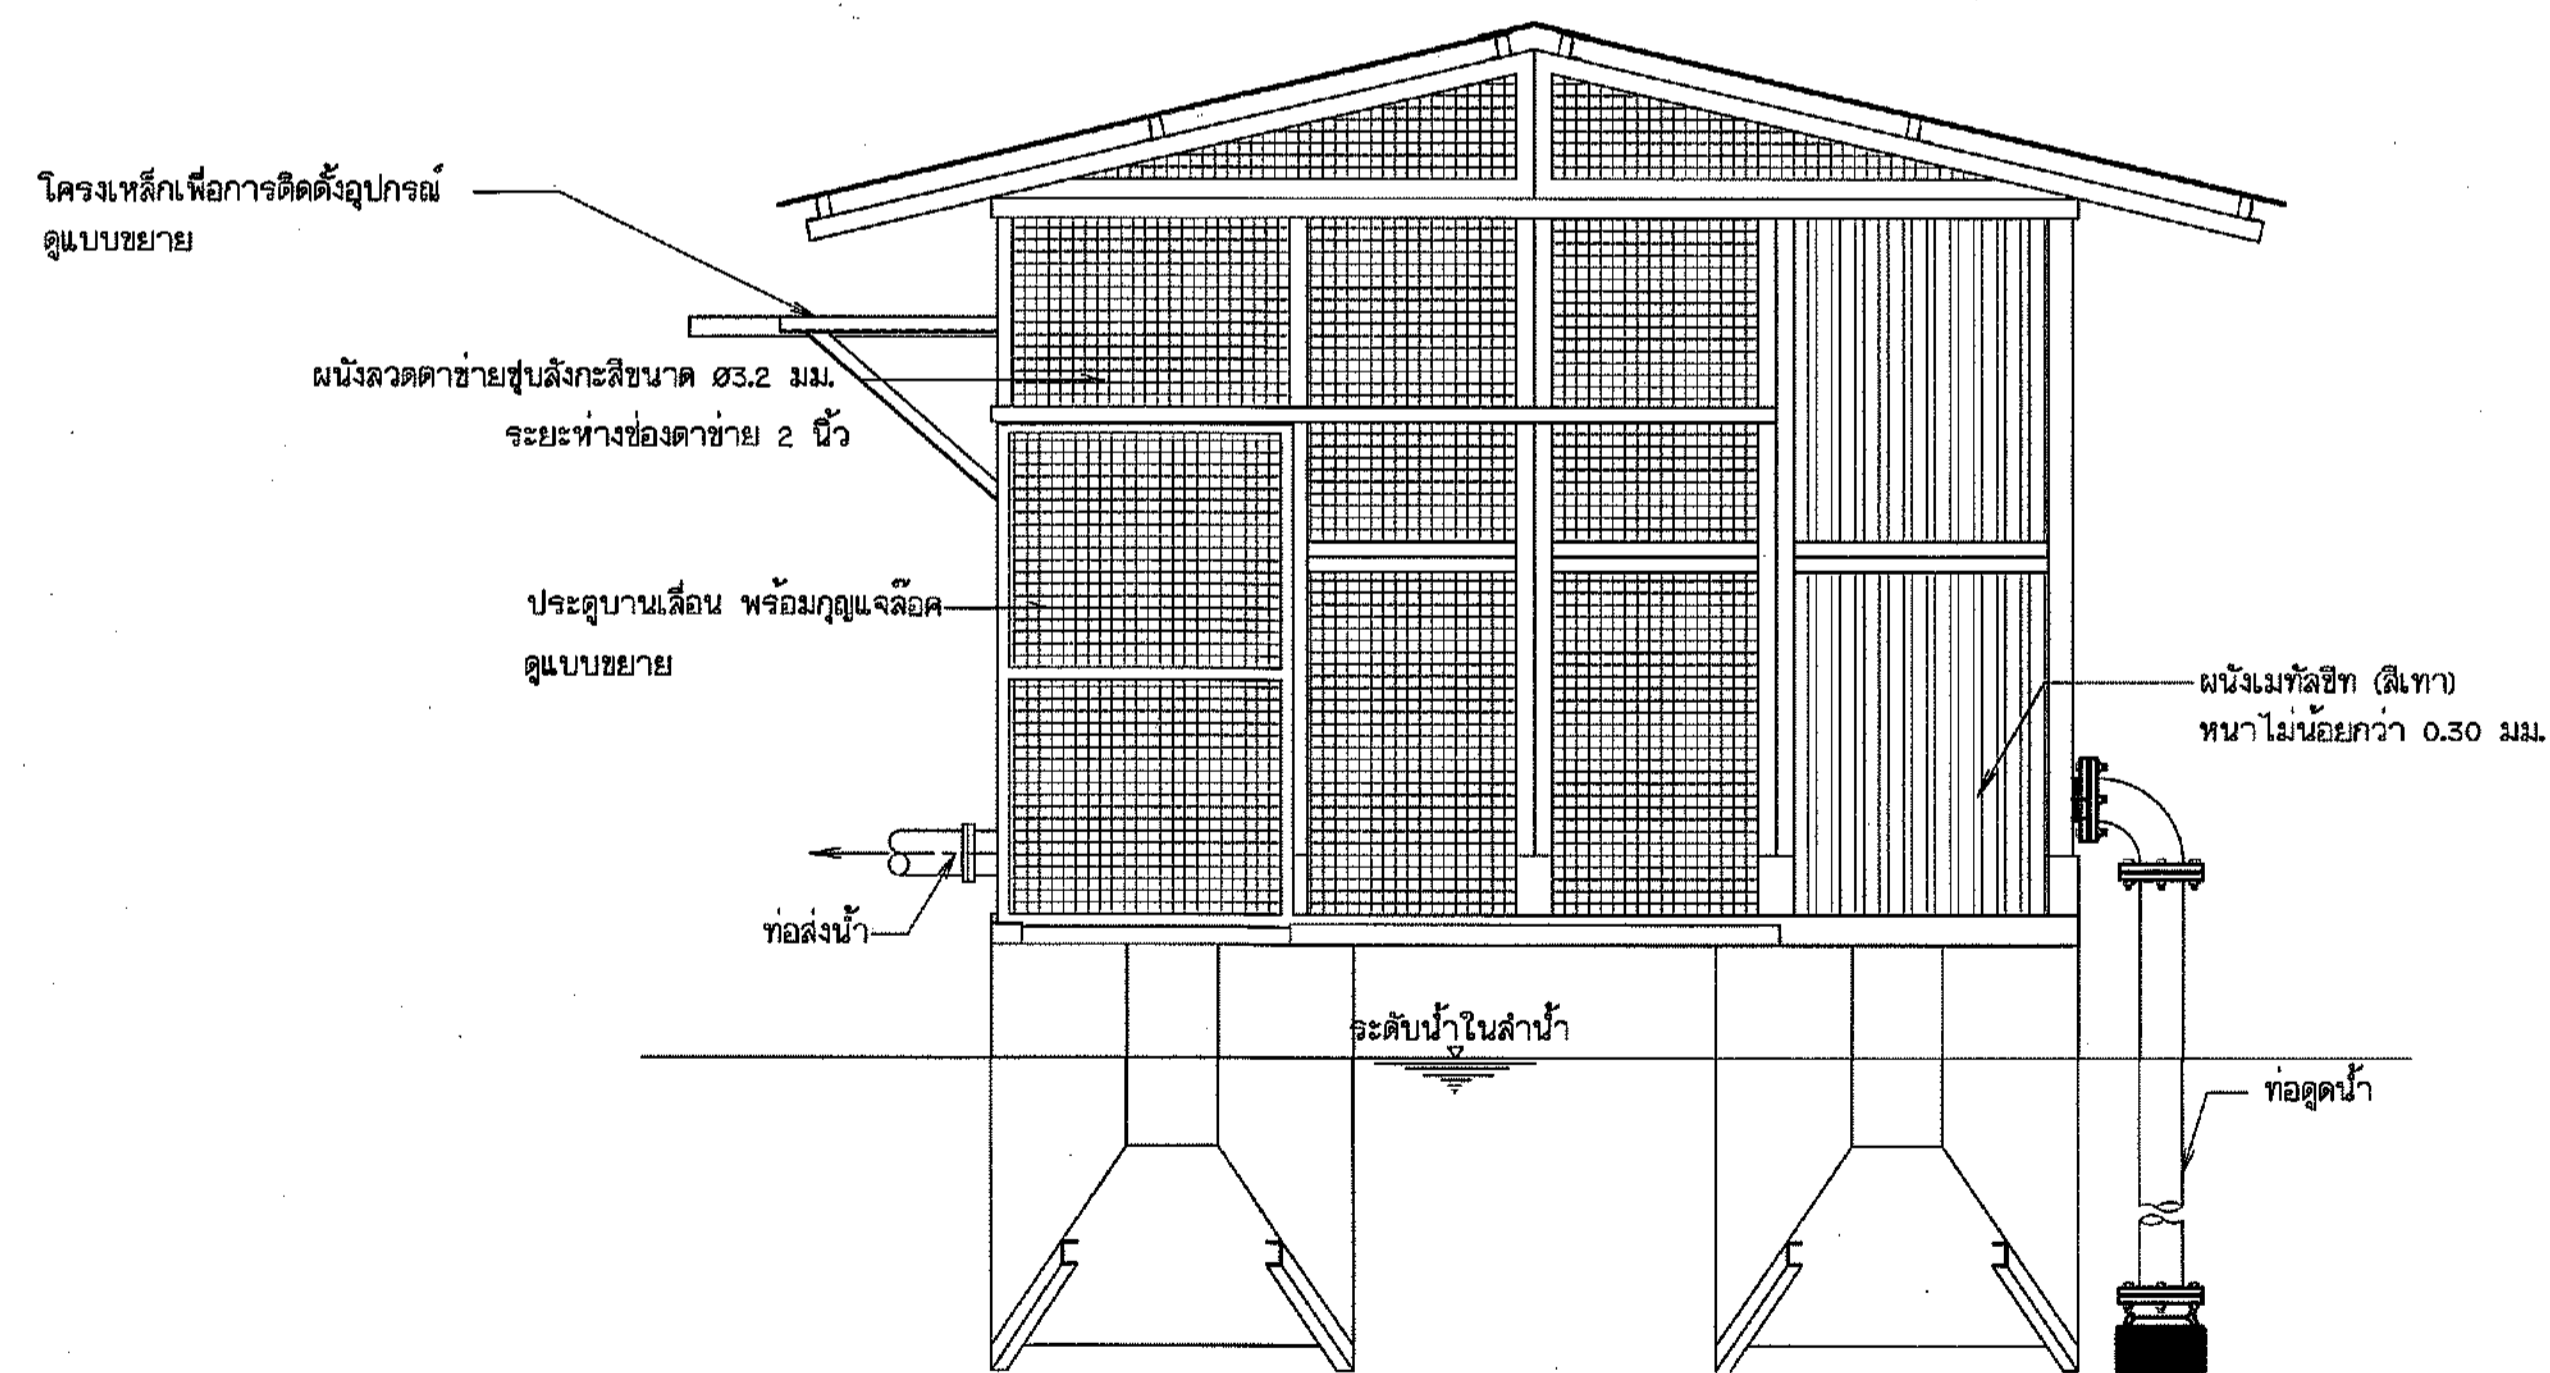 โครงเหล็กเพื่อการติดตั้งอุปกรณ์
ดูแบบขยาย
ผนังลวดตาข่ายชุบสังกะสีขนาด Ø3.2 มม.
ระยะห่างช่องตาข่าย 2 นิ้ว
ประตูบานเลื่อน พร้อมกุญแจล๊อค
ดูแบบขยาย
ผนังเมทัลชีท (สีเทา)
หนาไม่น้อยกว่า 0.30 มม.
ท่อส่งน้ำ
ระดับน้ำในลำน้ำ
ท่อดูดน้ำ